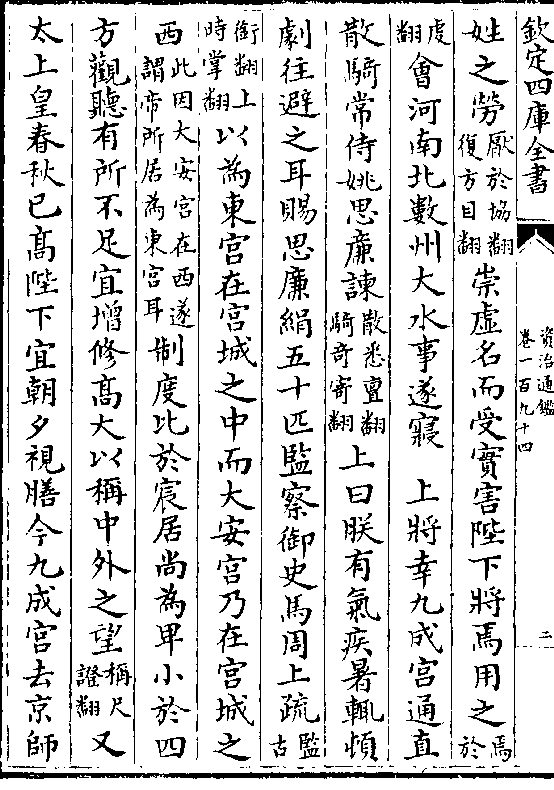 欽定四庫全書
資治通鑑
卷一百九十四
二
姓之勞厭於協翻復方目翻崇虚名而受實害陛下將焉用之焉於
虔翻會河南北數州大水事遂寢　上將幸九成宫通直
散騎常侍姚思廉諫散悉亶翻騎奇寄翻上曰朕有氣疾暑輒頓
劇往避之耳賜思廉絹五十匹監察御史馬周上疏監古
銜翻上時掌翻以為東宫在宫城之中而大安宫乃在宫城之
西此因大安宫在西遂謂帝所居為東宫耳制度比於宸居尚為卑小於四
方觀聽有所不足宜增修髙大以稱中外之望稱尺證翻又
太上皇春秋已髙陛下宜朝夕視膳今九成宫去京師